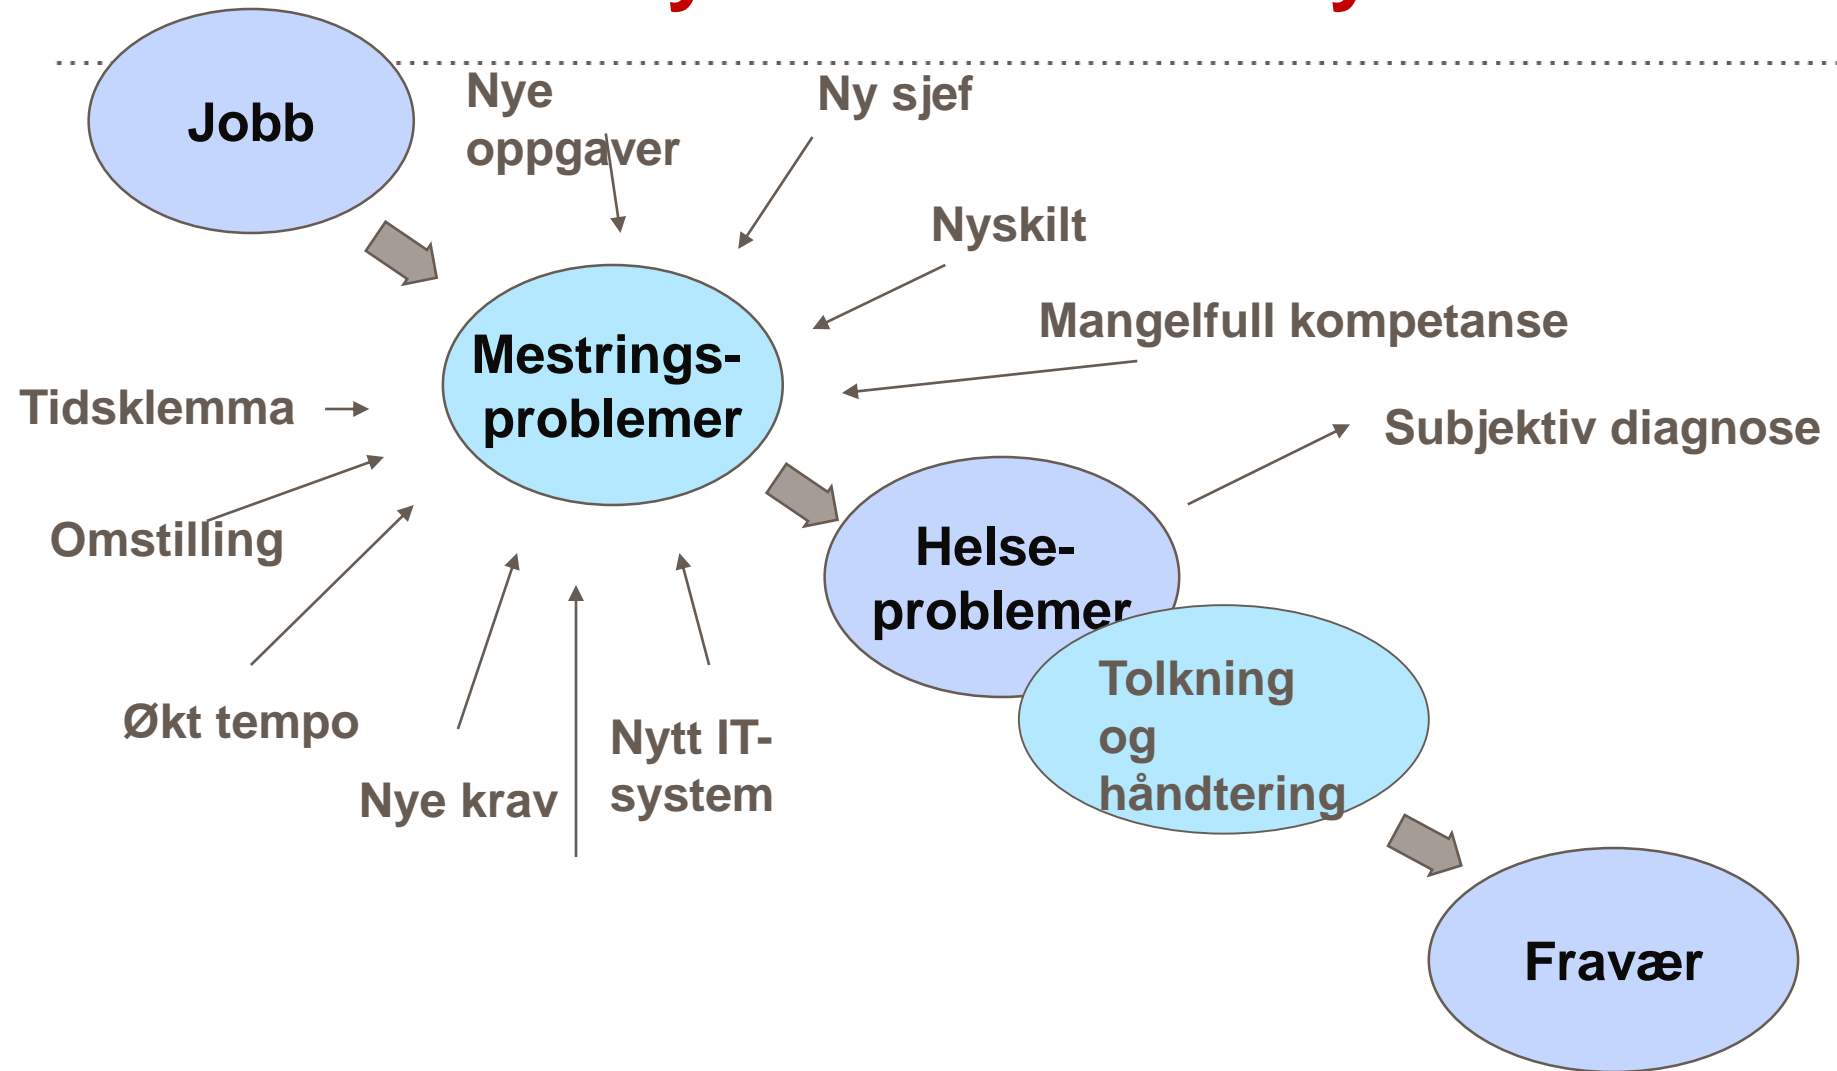 Jobb
Nye
oppgaver
Ny sjef
Nyskilt
Mangelfull kompetanse
Mestrings-
problemer
Tidsklemma
Subjektiv diagnose
Omstilling
Helse-
problemer
Tolkning
og
håndtering
Økt tempo
Nytt IT-
system
Nye krav
Fravær